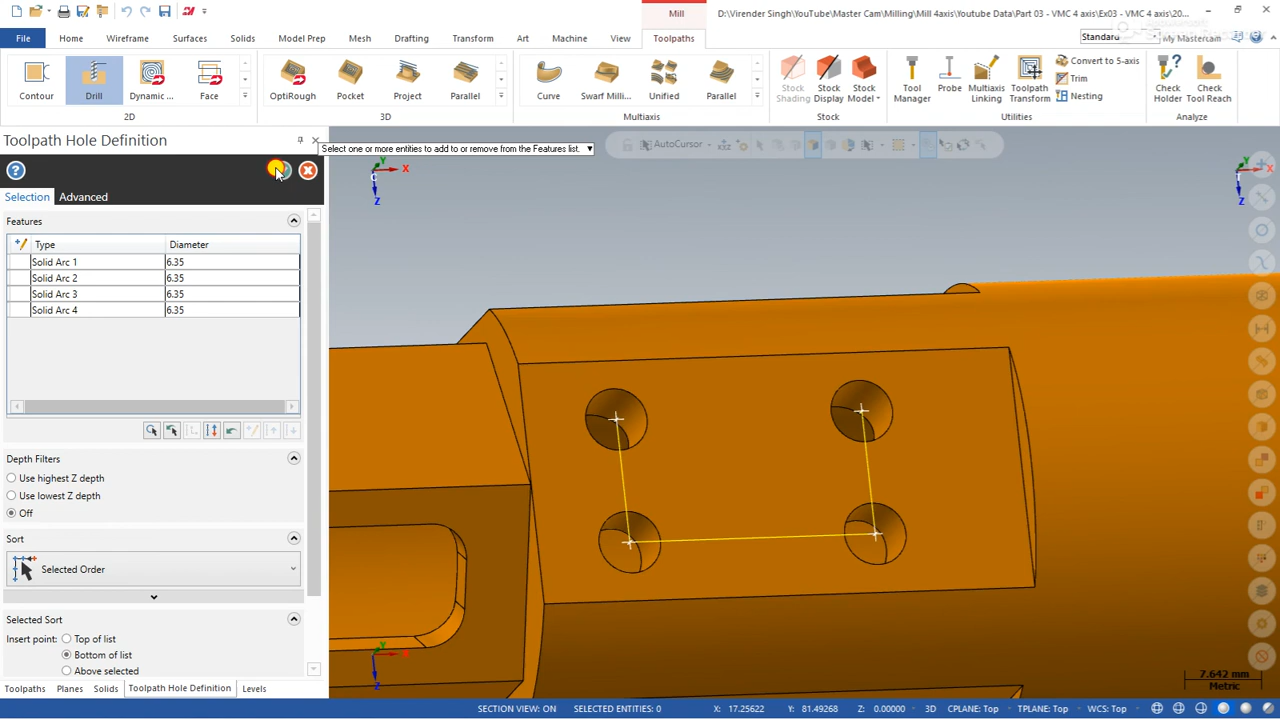 Mill
D:\Virender Singh\YouTube\Master Cam\Milling\Mill 4axis\Youtube Data\Part 03 - VMC 4 axis\Ex03 - VMC 4 axis\20...
File Home Wireframe Surfaces Solids Model Prep Mesh Drafting Transform Art Machine View Toolpaths
Standard My Mastercam
Contour Drill Dynamic ... Face OptiRough Pocket Project Parallel Curve Swarf Milli... Unified Parallel
Stock Shading Stock Display Stock Model Tool Manager Probe Multiaxis Linking Toolpath Transform Convert to 5-axis Trim Nesting Check Holder Check Tool Reach
2D 3D Multiaxis Stock Utilities Analyze
Toolpath Hole Definition
Select one or more entities to add to or remove from the Features list.
AutoCursor
Selection Advanced
Features
Type Diameter
Solid Arc 1 6.35
Solid Arc 2 6.35
Solid Arc 3 6.35
Solid Arc 4 6.35
Depth Filters
Use highest Z depth
Use lowest Z depth
Off
Sort
Selected Order
Selected Sort
Insert point: Top of list
Bottom of list
Above selected
Y X Z
Y X Z
Y X Z
7.642 mm
Metric
Toolpaths Planes Solids Toolpath Hole Definition Levels
SECTION VIEW: ON SELECTED ENTITIES: 0 X: 17.25622 Y: 81.49268 Z: 0.00000 3D CPLANE: Top TPLANE: Top WCS: Top